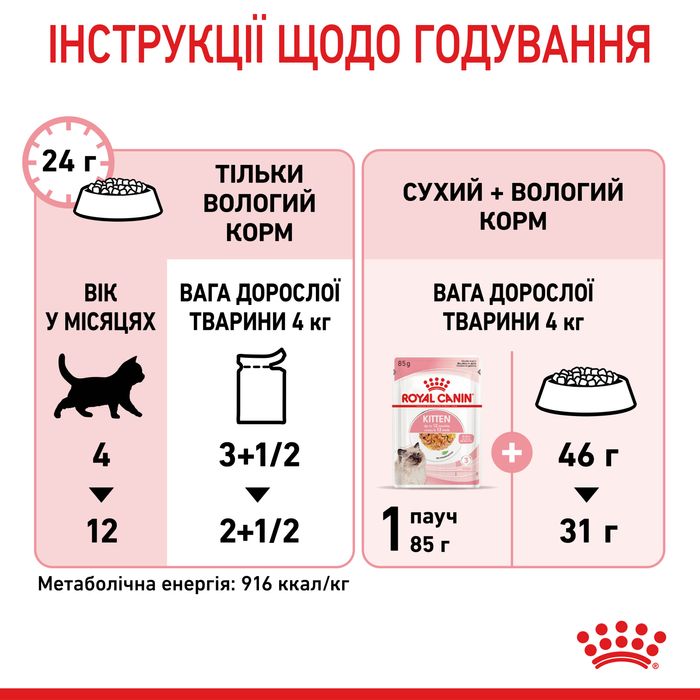 ІНСТРУКЦІЇ ЩОДО ГОДУВАННЯ
24 г
ТІЛЬКИ
ВОЛОГИЙ
КОРМ
ВІК
У МІСЯЦЯХ
ВАГА ДОРОСЛОЇ
ТВАРИНИ 4 кг
4
3+1/2
12
2+1/2
СУХИЙ + ВОЛОГИЙ
КОРМ
ВАГА ДОРОСЛОЇ
ТВАРИНИ 4 кг
85g
ROYAL CANIN
KITTEN
+
46 г
1 пауч
85 г
31 г
Метаболічна енергія: 916 ккал/кг